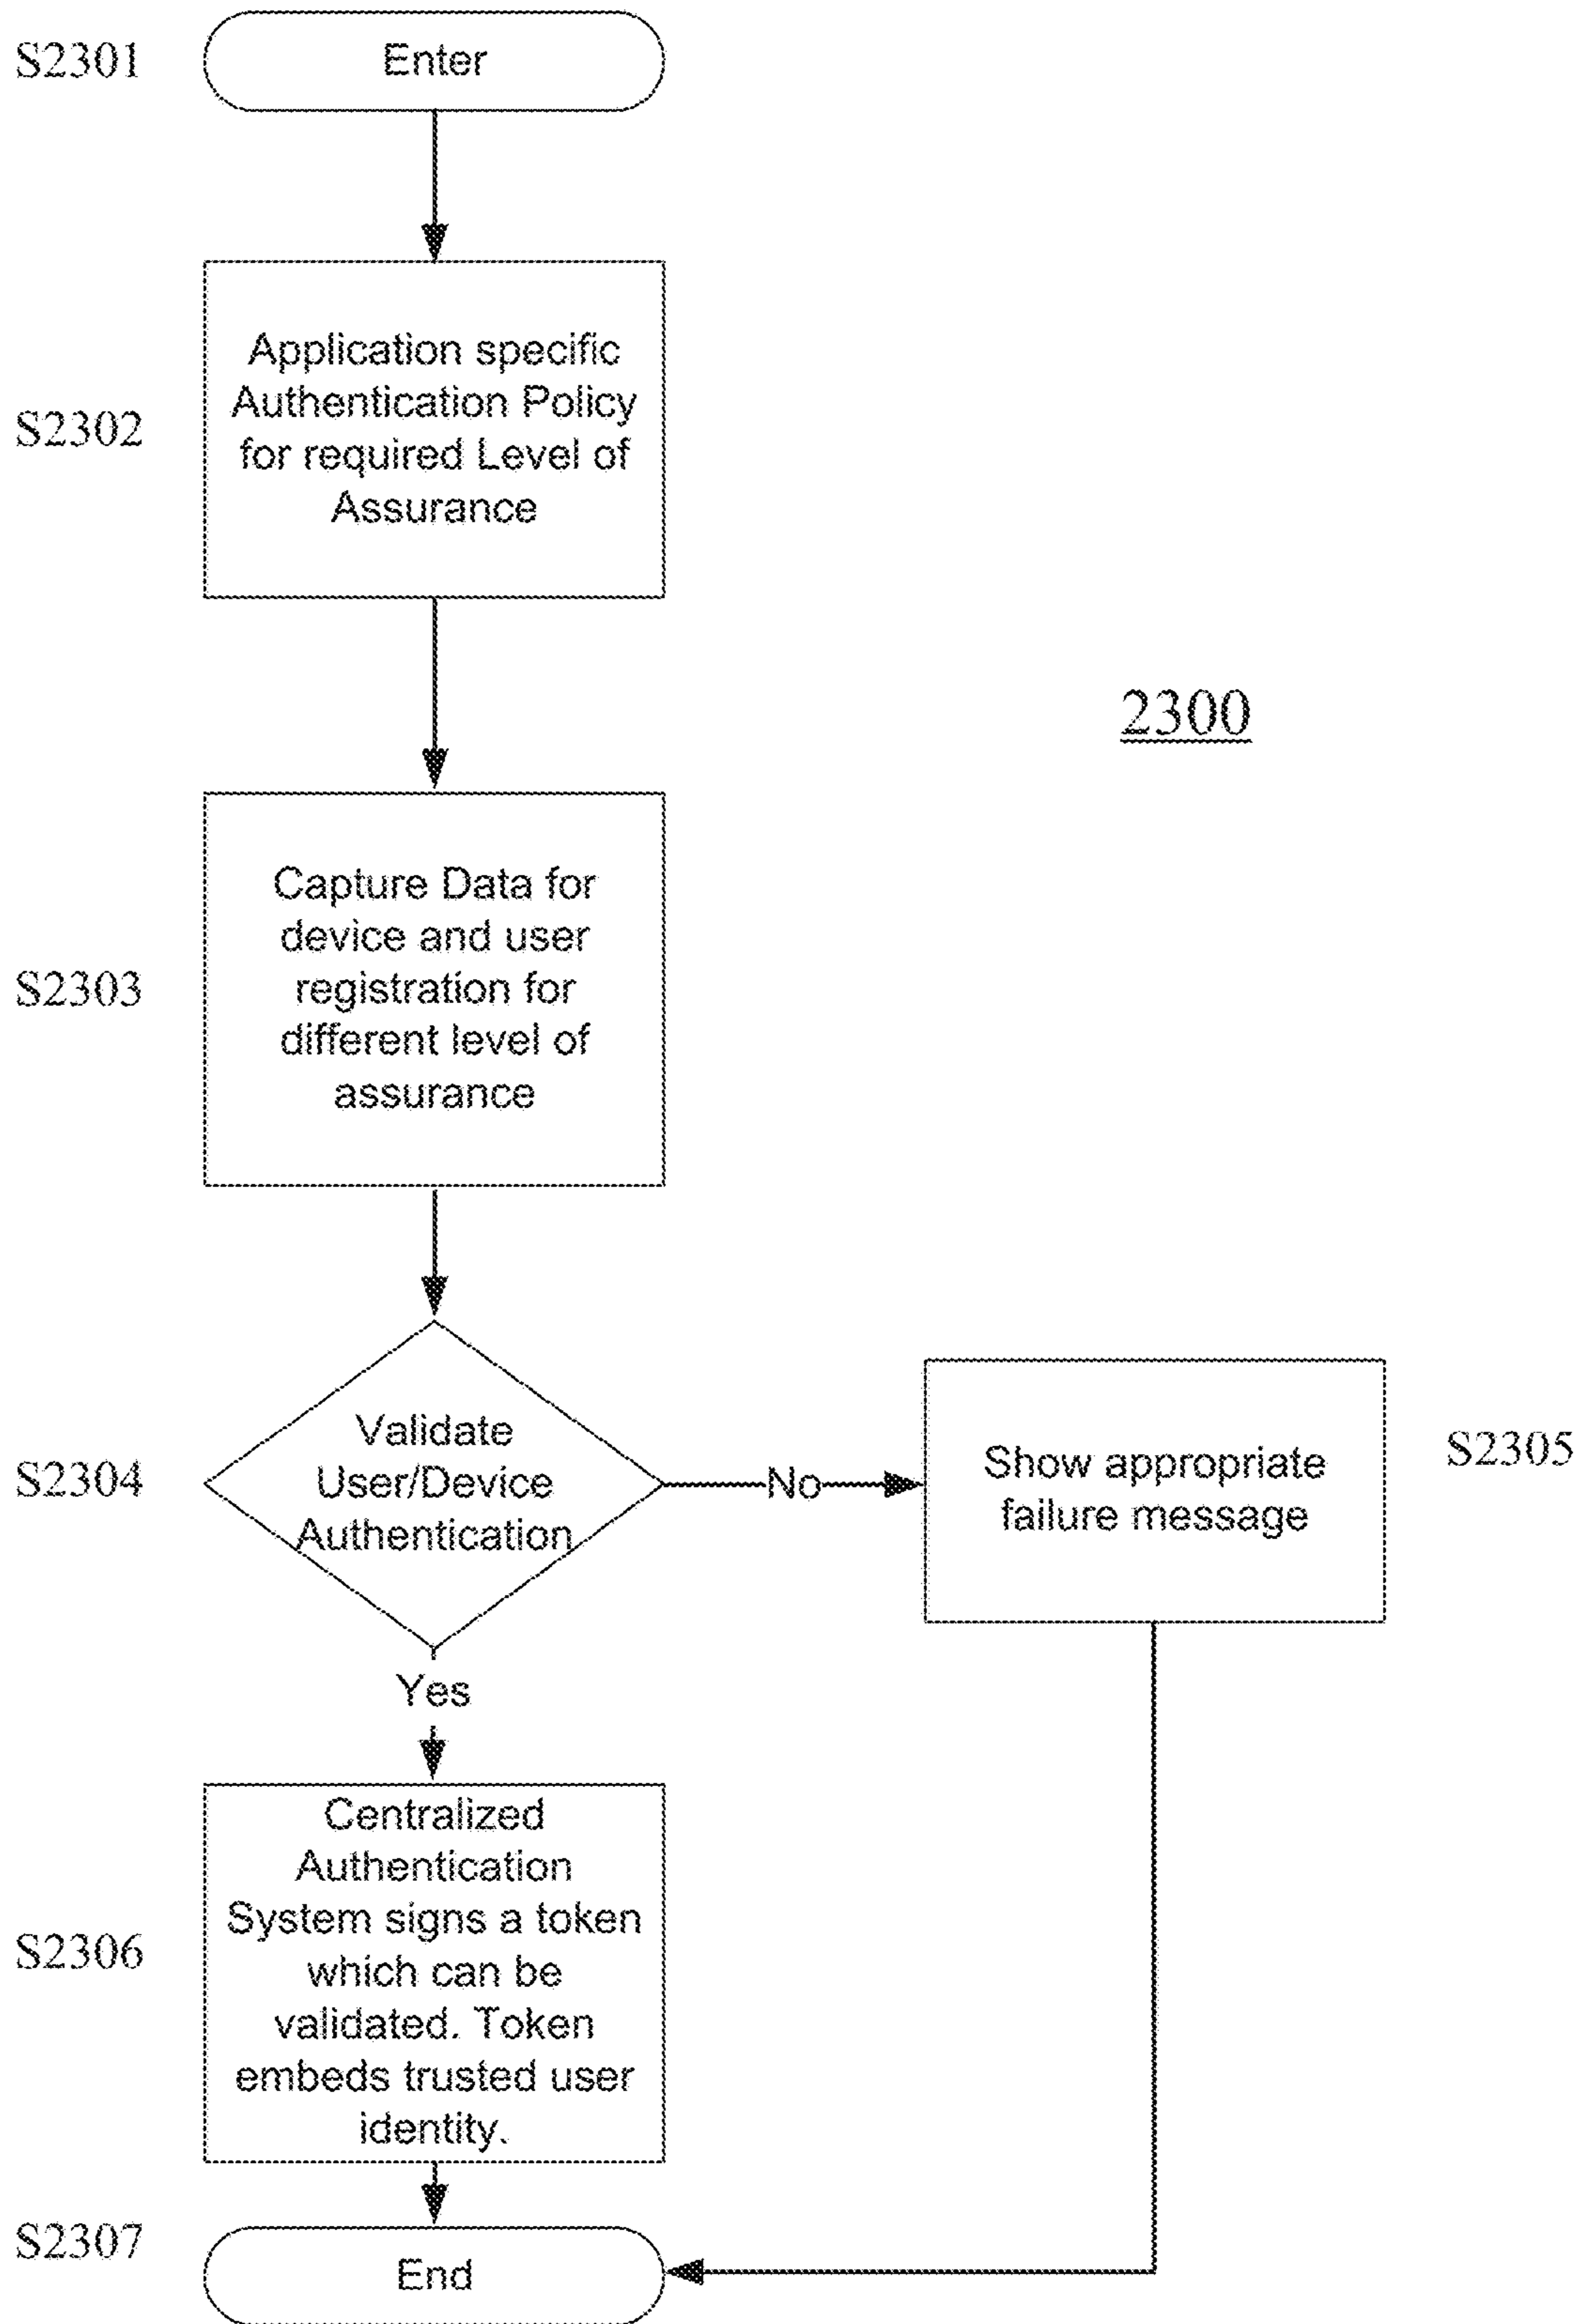 S2301
Enter
S2302
Application specific
Authentication Policy
for required Level of
Assurance
2300
S2303
Capture Data for
device and user
registration for
different level of
assurance
S2304
Validate
User/Device
Authentication
No
Show appropriate
failure message
S2305
Yes
S2306
Centralized
Authentication
System signs a token
which can be
validated. Token
embeds trusted user
identity.
S2307
End